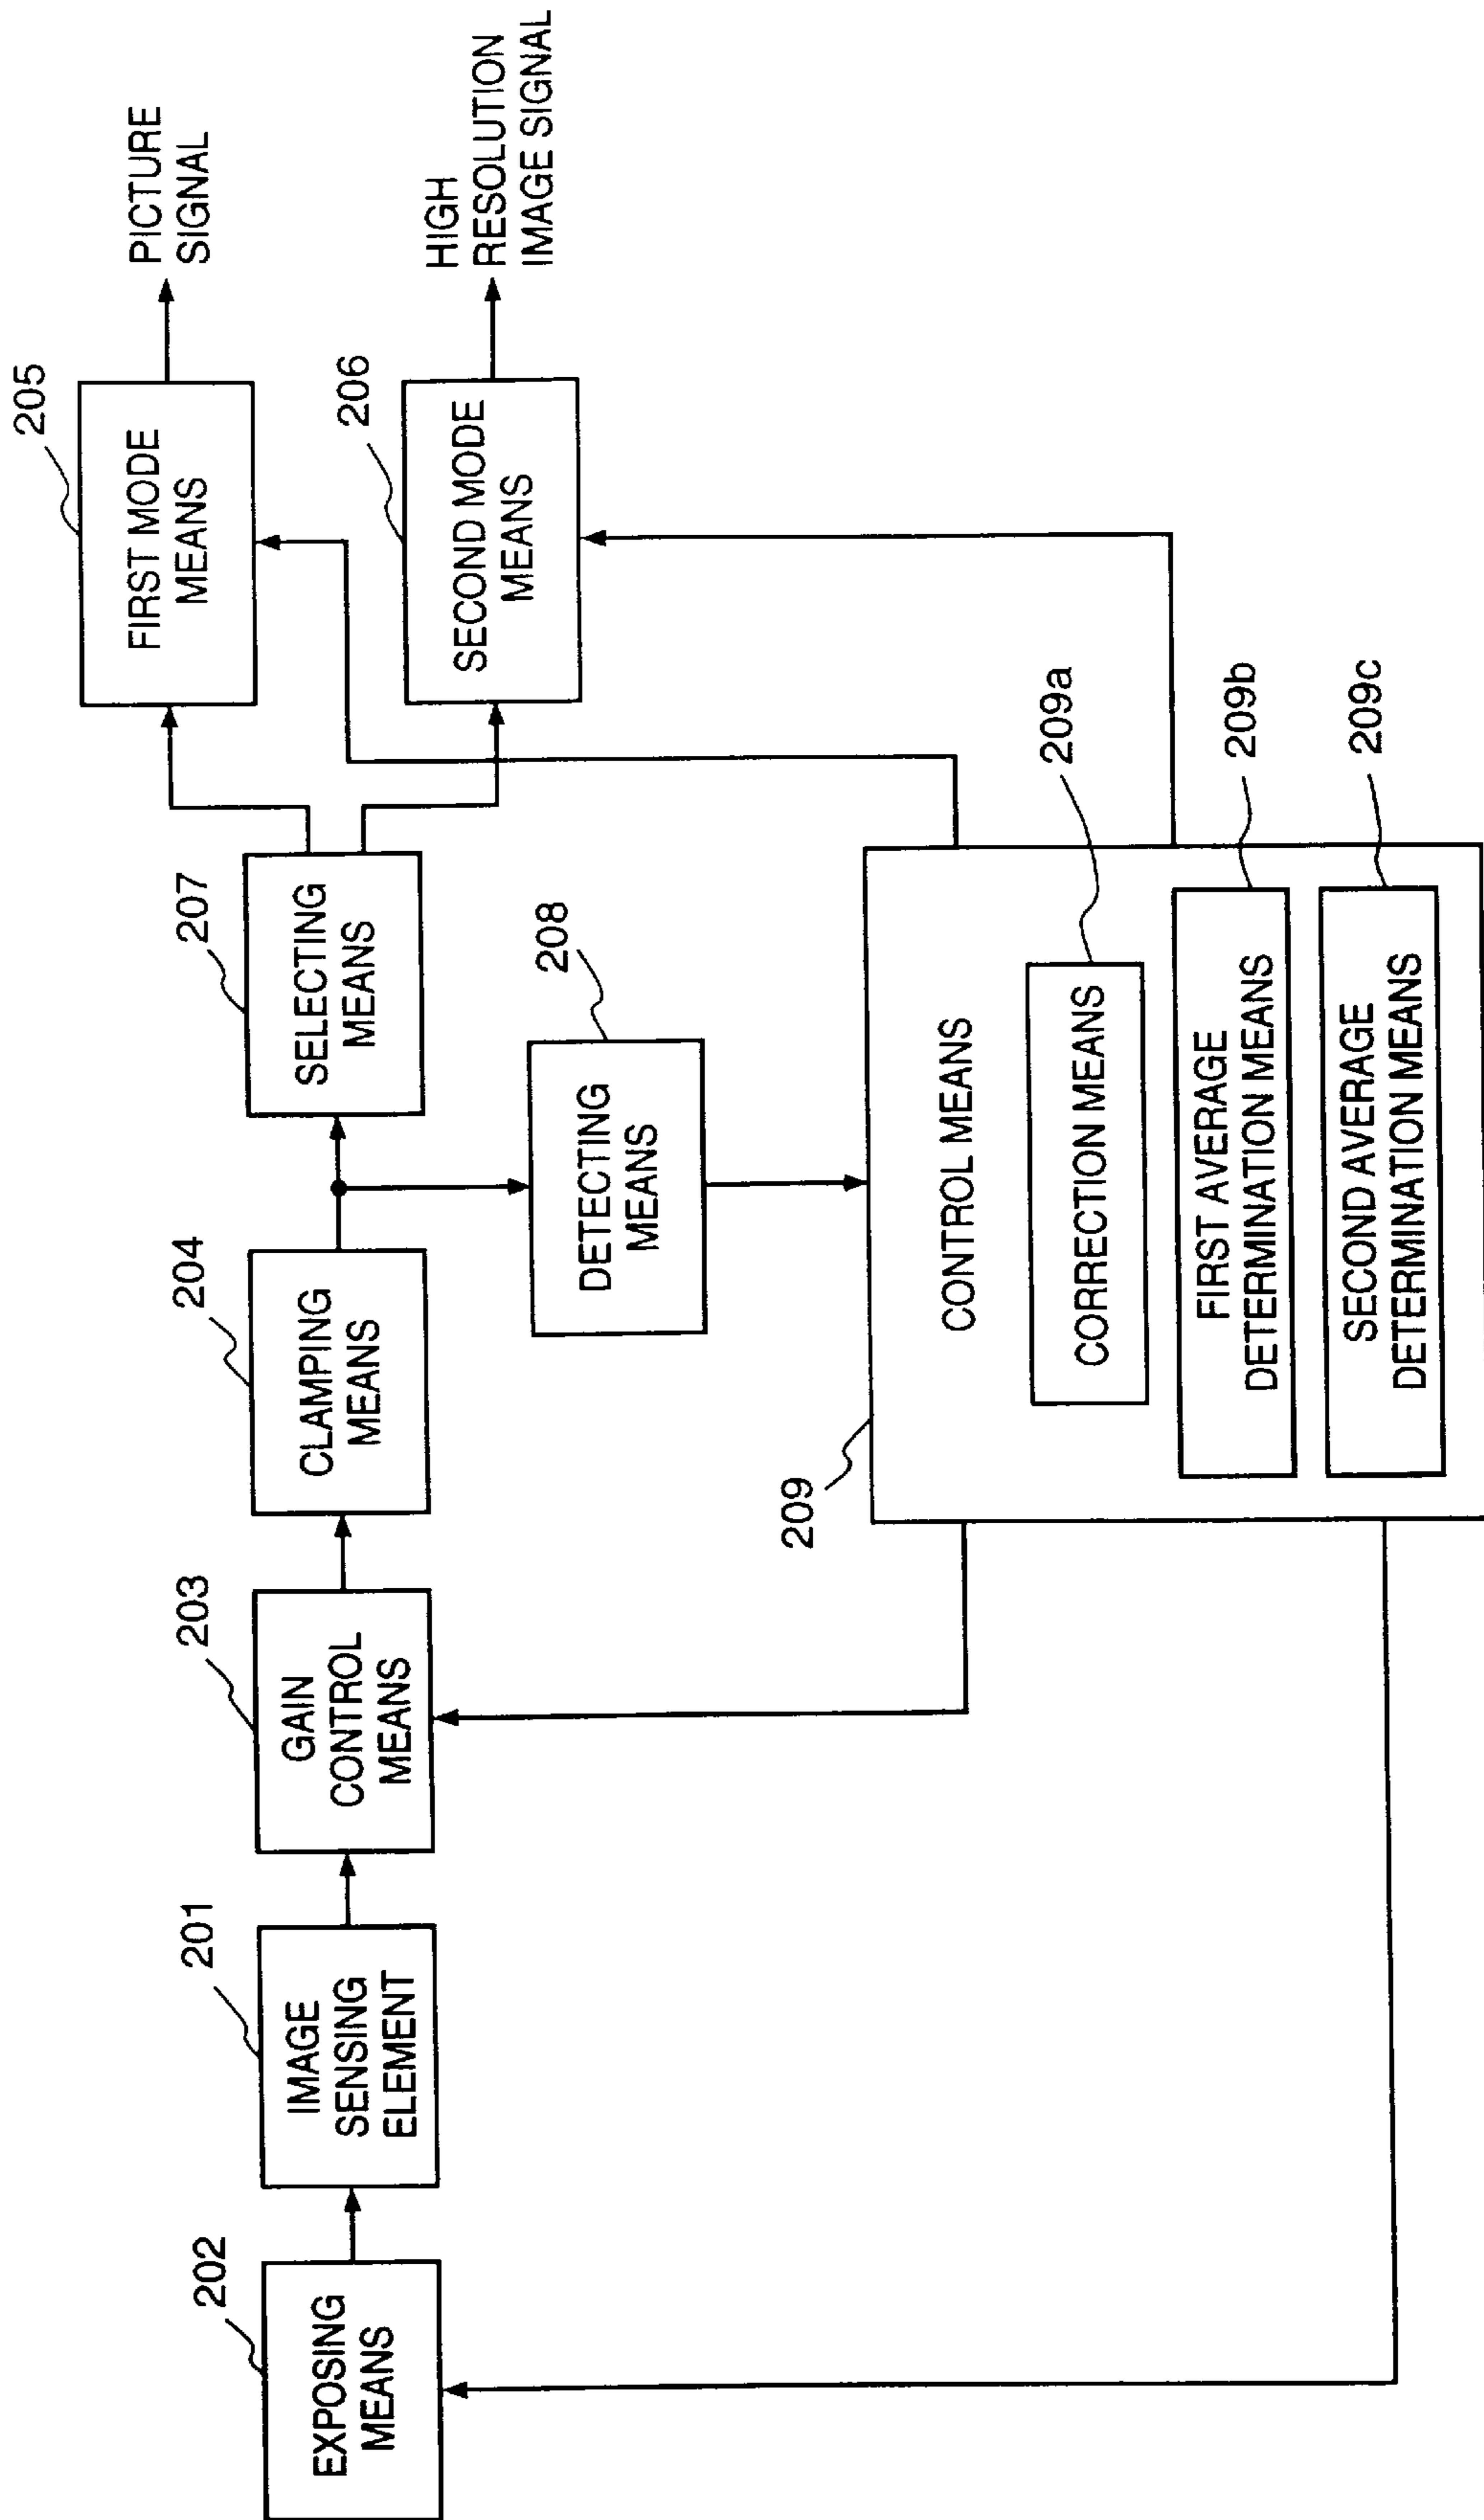 202
EXPOSING
MEANS
201
IMAGE
SENSING
ELEMENT
203
GAIN
CONTROL
MEANS
204
CLAMPING
MEANS
207
SELECTING
MEANS
205
FIRST MODE
MEANS
PICTURE
SIGNAL
206
SECOND MODE
MEANS
HIGH
RESOLUTION
IMAGE SIGNAL
208
DETECTING
MEANS
209
CONTROL MEANS
209a
CORRECTION MEANS
209b
FIRST AVERAGE
DETERMINATION MEANS
209c
SECOND AVERAGE
DETERMINATION MEANS